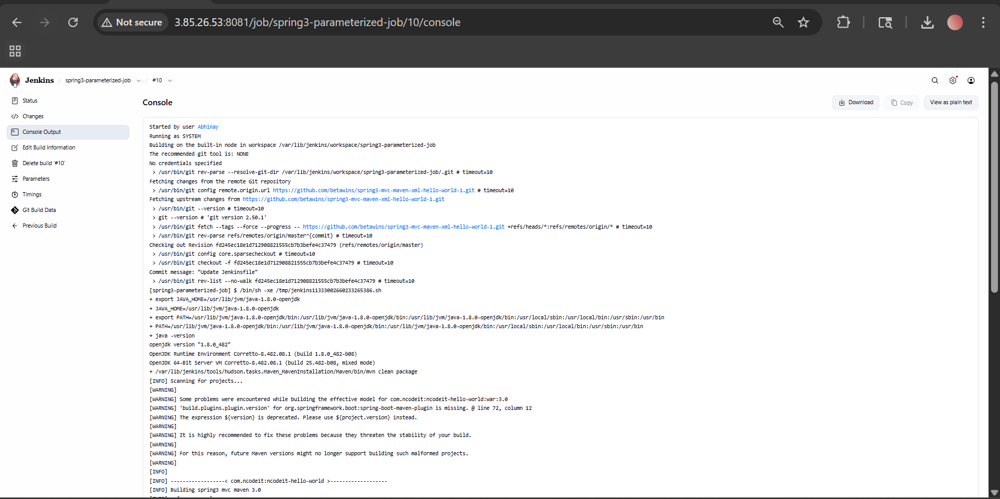 Not secure
3.85.26.53:8081/job/spring3-parameterized-job/10/console
Jenkins / spring3-parameterized-job / #10
Status
Changes
Console Output
Edit Build Information
Delete build '#10'
Parameters
Timings
Git Build Data
Previous Build
Console
Download
Copy
View as plain text
Started by user Abhinay
Running as SYSTEM
Building on the built-in node in workspace /var/lib/jenkins/workspace/spring3-parameterized-job
The recommended git tool is: NONE
No credentials specified
 > /usr/bin/git rev-parse --resolve-git-dir /var/lib/jenkins/workspace/spring3-parameterized-job/.git # timeout=10
Fetching changes from the remote Git repository
 > /usr/bin/git config remote.origin.url https://github.com/betawins/spring3-mvc-maven-xml-hello-world-1.git # timeout=10
Fetching upstream changes from https://github.com/betawins/spring3-mvc-maven-xml-hello-world-1.git
 > /usr/bin/git --version # timeout=10
 > git --version # 'git version 2.50.1'
 > /usr/bin/git fetch --tags --force --progress -- https://github.com/betawins/spring3-mvc-maven-xml-hello-world-1.git +refs/heads/*:refs/remotes/origin/* # timeout=10
 > /usr/bin/git rev-parse refs/remotes/origin/master^{commit} # timeout=10
Checking out Revision fd245ec18e1d712908821555cb7b3befe4c37479 (refs/remotes/origin/master)
 > /usr/bin/git config core.sparsecheckout # timeout=10
 > /usr/bin/git checkout -f fd245ec18e1d712908821555cb7b3befe4c37479 # timeout=10
Commit message: "Update Jenkinsfile"
 > /usr/bin/git rev-list --no-walk fd245ec18e1d712908821555cb7b3befe4c37479 # timeout=10
[spring3-parameterized-job] $ /bin/sh -xe /tmp/jenkins11333002660233265386.sh
+ export JAVA_HOME=/usr/lib/jvm/java-1.8.0-openjdk
+ JAVA_HOME=/usr/lib/jvm/java-1.8.0-openjdk
+ export PATH=/usr/lib/jvm/java-1.8.0-openjdk/bin:/usr/lib/jvm/java-1.8.0-openjdk/bin:/usr/lib/jvm/java-1.8.0-openjdk/bin:/usr/local/sbin:/usr/local/bin:/usr/sbin:/usr/bin
+ PATH=/usr/lib/jvm/java-1.8.0-openjdk/bin:/usr/lib/jvm/java-1.8.0-openjdk/bin:/usr/lib/jvm/java-1.8.0-openjdk/bin:/usr/local/sbin:/usr/local/bin:/usr/sbin:/usr/bin
+ java -version
openjdk version "1.8.0_482"
OpenJDK Runtime Environment Corretto-8.482.08.1 (build 1.8.0_482-b08)
OpenJDK 64-Bit Server VM Corretto-8.482.08.1 (build 25.482-b08, mixed mode)
+ /var/lib/jenkins/tools/hudson.tasks.Maven_MavenInstallation/Maven/bin/mvn clean package
[INFO] Scanning for projects...
[WARNING]
[WARNING] Some problems were encountered while building the effective model for com.ncodeit:ncodeit-hello-world:war:3.0
[WARNING] 'build.plugins.plugin.version' for org.springframework.boot:spring-boot-maven-plugin is missing. @ line 72, column 12
[WARNING] The expression ${version} is deprecated. Please use ${project.version} instead.
[WARNING]
[WARNING] It is highly recommended to fix these problems because they threaten the stability of your build.
[WARNING]
[WARNING] For this reason, future Maven versions might no longer support building such malformed projects.
[WARNING]
[INFO]
[INFO] ------------------< com.ncodeit:ncodeit-hello-world >-------------------
[INFO] Building spring3 mvc maven 3.0